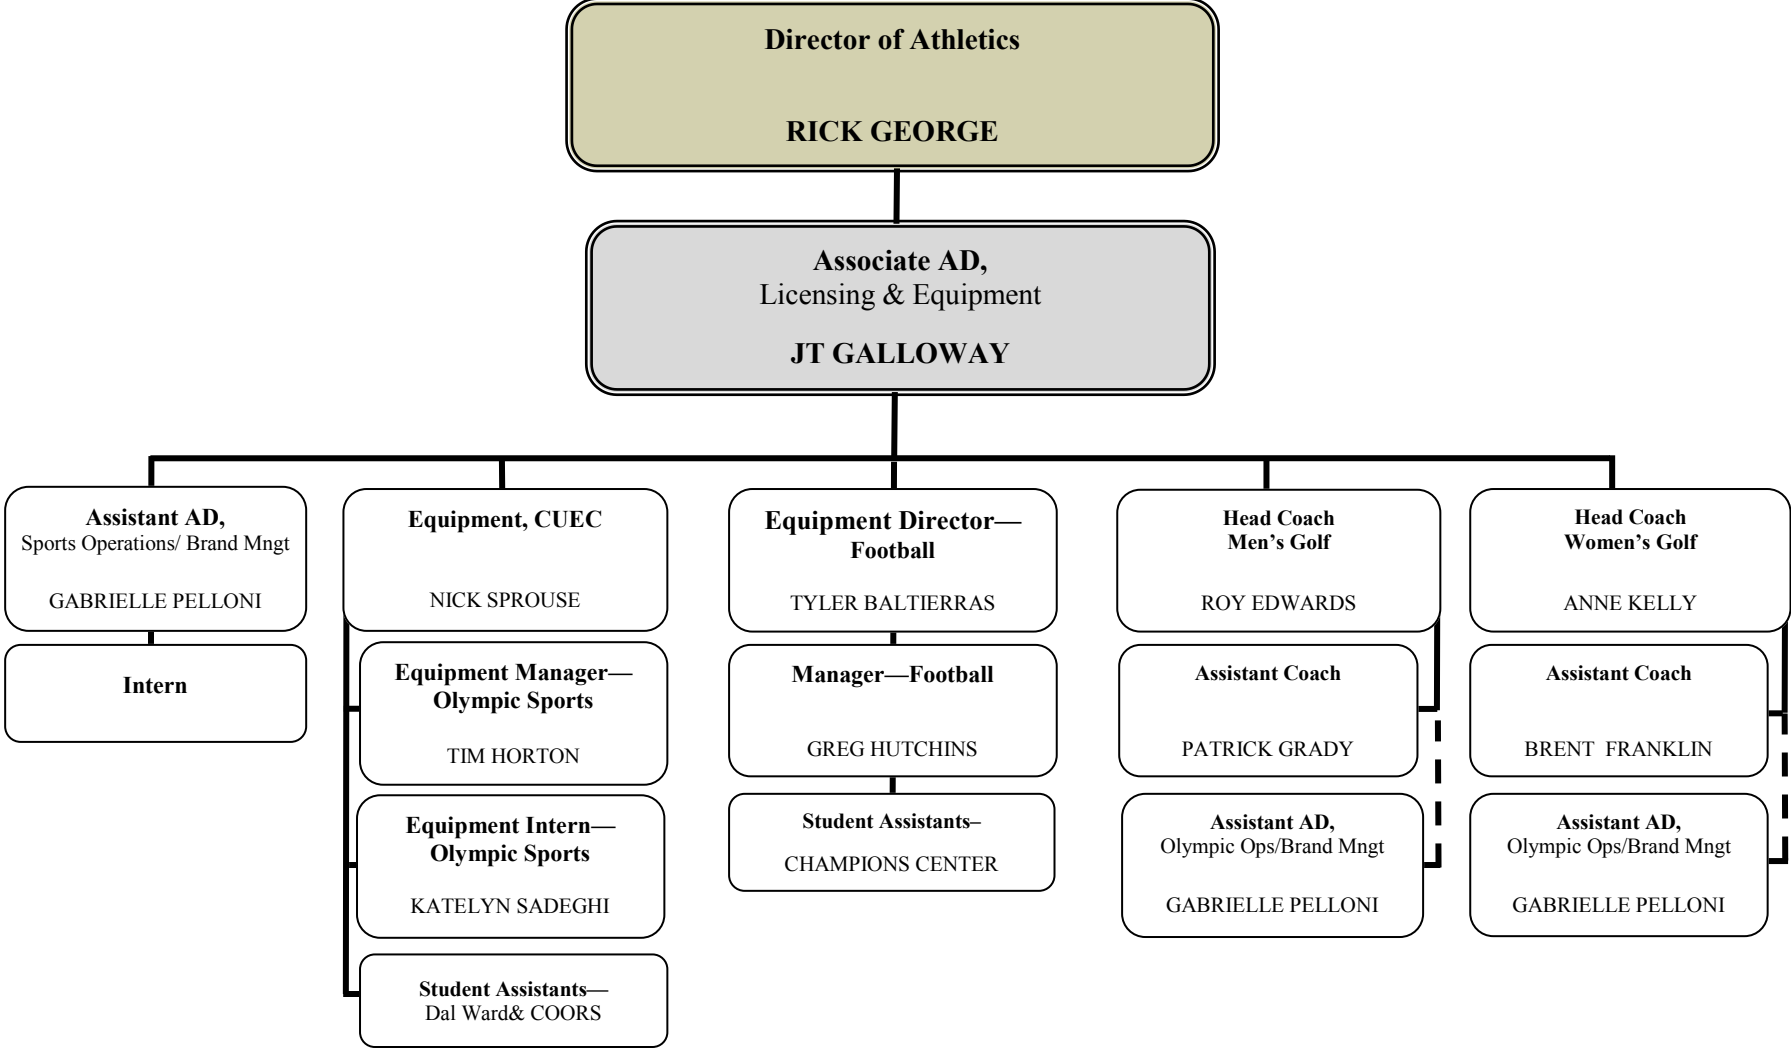 Director of Athletics
RICK GEORGE
Associate AD,
Licensing & Equipment
JT GALLOWAY
Assistant AD,
Sports Operations/ Brand Mngt
GABRIELLE PELLONI
Intern
Equipment, CUEC
NICK SPROUSE
Equipment Manager—
Olympic Sports
TIM HORTON
Equipment Intern—
Olympic Sports
KATELYN SADEGHI
Student Assistants—
Dal Ward& COORS
Equipment Director—
Football
TYLER BALTIERRAS
Manager—Football
GREG HUTCHINS
Student Assistants–
CHAMPIONS CENTER
Head Coach
Men’s Golf
ROY EDWARDS
Assistant Coach
PATRICK GRADY
Assistant AD,
Olympic Ops/Brand Mngt
GABRIELLE PELLONI
Head Coach
Women’s Golf
ANNE KELLY
Assistant Coach
BRENT  FRANKLIN
Assistant AD,
Olympic Ops/Brand Mngt
GABRIELLE PELLONI